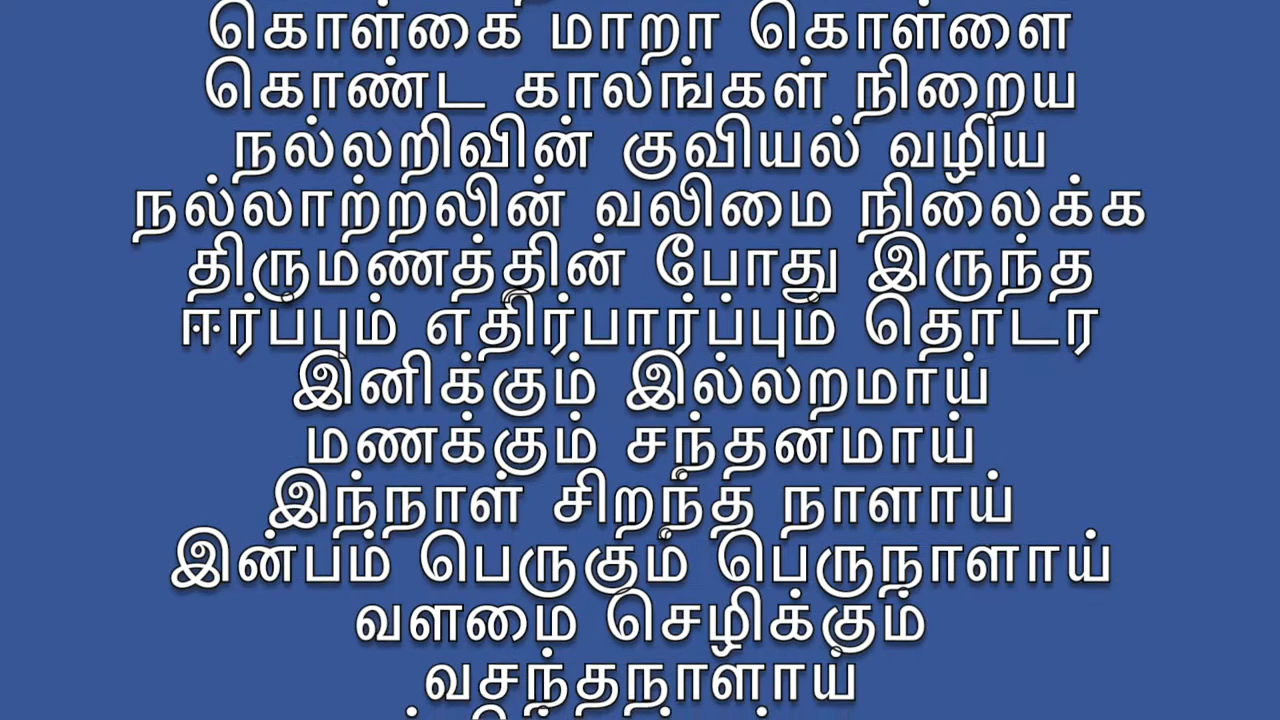 கொள்கை மாறா கொள்ளை
கொண்ட காலங்கள் நிறைய
நல்லறிவின் குவியல் வழிய
நல்லாற்றலின் வலிமை நிலைக்க
திருமணத்தின் போது இருந்த
ஈர்ப்பும் எதிர்பார்ப்பும் தொடர
இனிக்கும் இல்லறமாய்
மணக்கும் சந்தனமாய்
இந்நாள் சிறந்த நாளாய்
இன்பம் பெருகும் பெருநாளாய்
வளமை செழிக்கும்
வசந்தநாளாய்